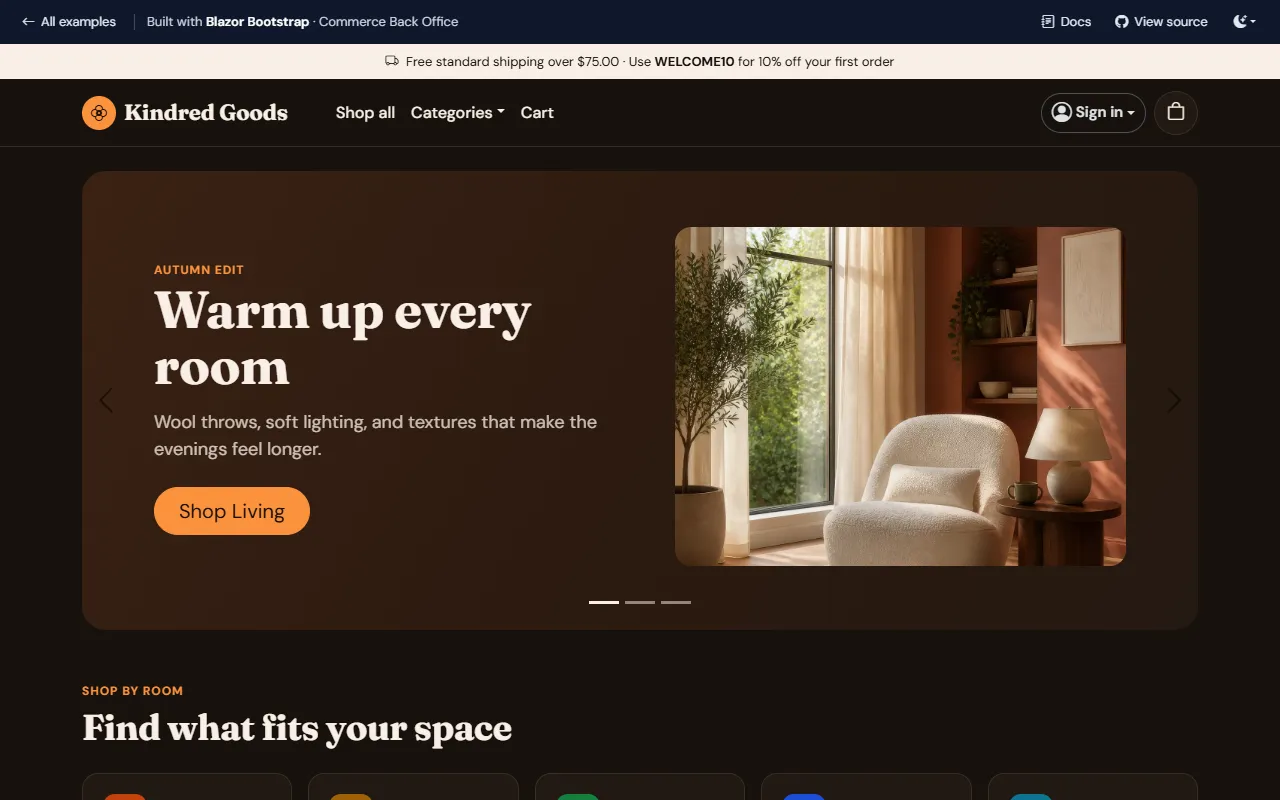 All examples
Built with Blazor Bootstrap · Commerce Back Office
Docs
View source
Free standard shipping over $75.00 · Use WELCOME10 for 10% off your first order
Kindred Goods
Shop all
Categories
Cart
Sign in
AUTUMN EDIT
Warm up every
room
Wool throws, soft lighting, and textures that make the
evenings feel longer.
Shop Living
SHOP BY ROOM
Find what fits your space